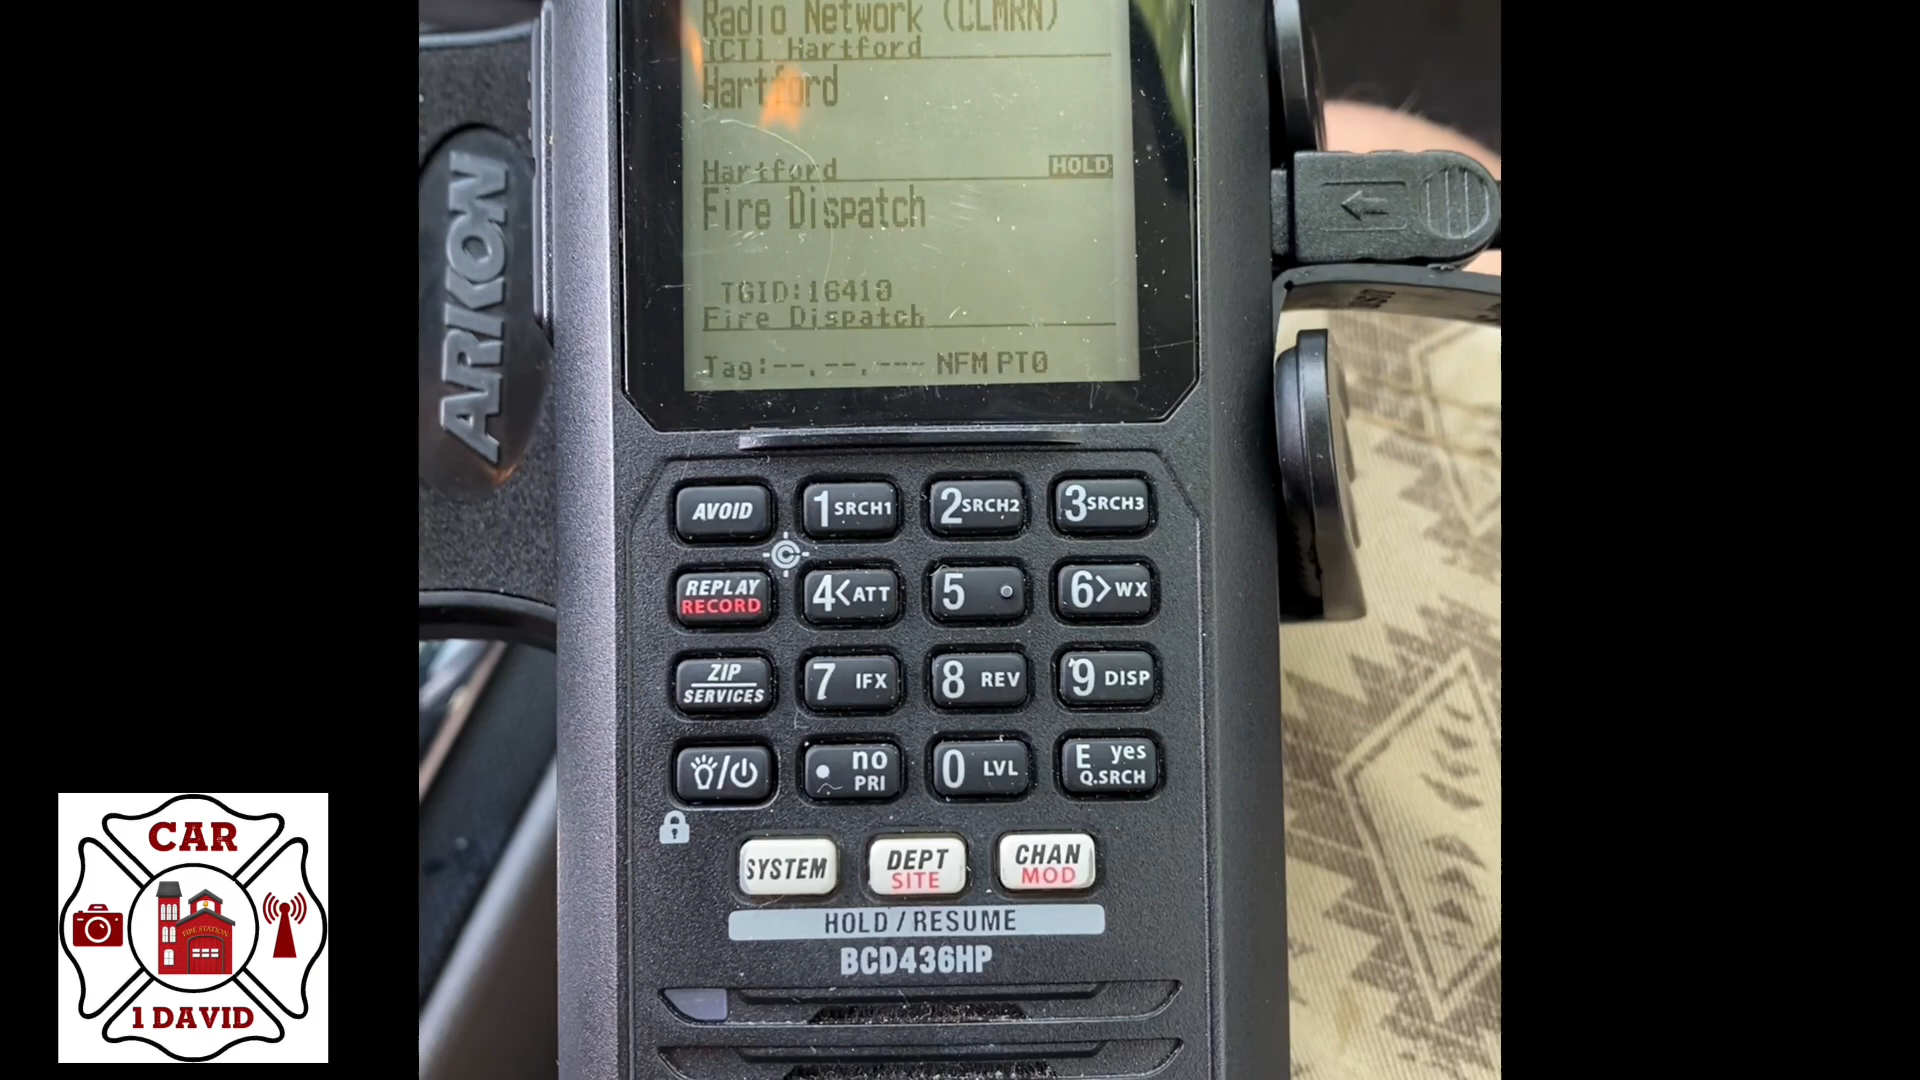 Radio Network (CLMRN)
(CT) Hartford
Hartford
Hartford HOLD
Fire Dispatch
TGID:16410
Fire Dispatch
Tag:--.--.--- NFM PT0
ARKON
AVOID 1 SRCH1 2 SRCH2 3 SRCH3
REPLAY 4< ATT 5 6> WX
RECORD
ZIP 7 IFX 8 REV 9 DISP
SERVICES
. no 0 LVL E yes
PRI Q.SRCH
SYSTEM DEPT CHAN
SITE MOD
HOLD / RESUME
BCD436HP
CAR
FIRE STATION
1 DAVID